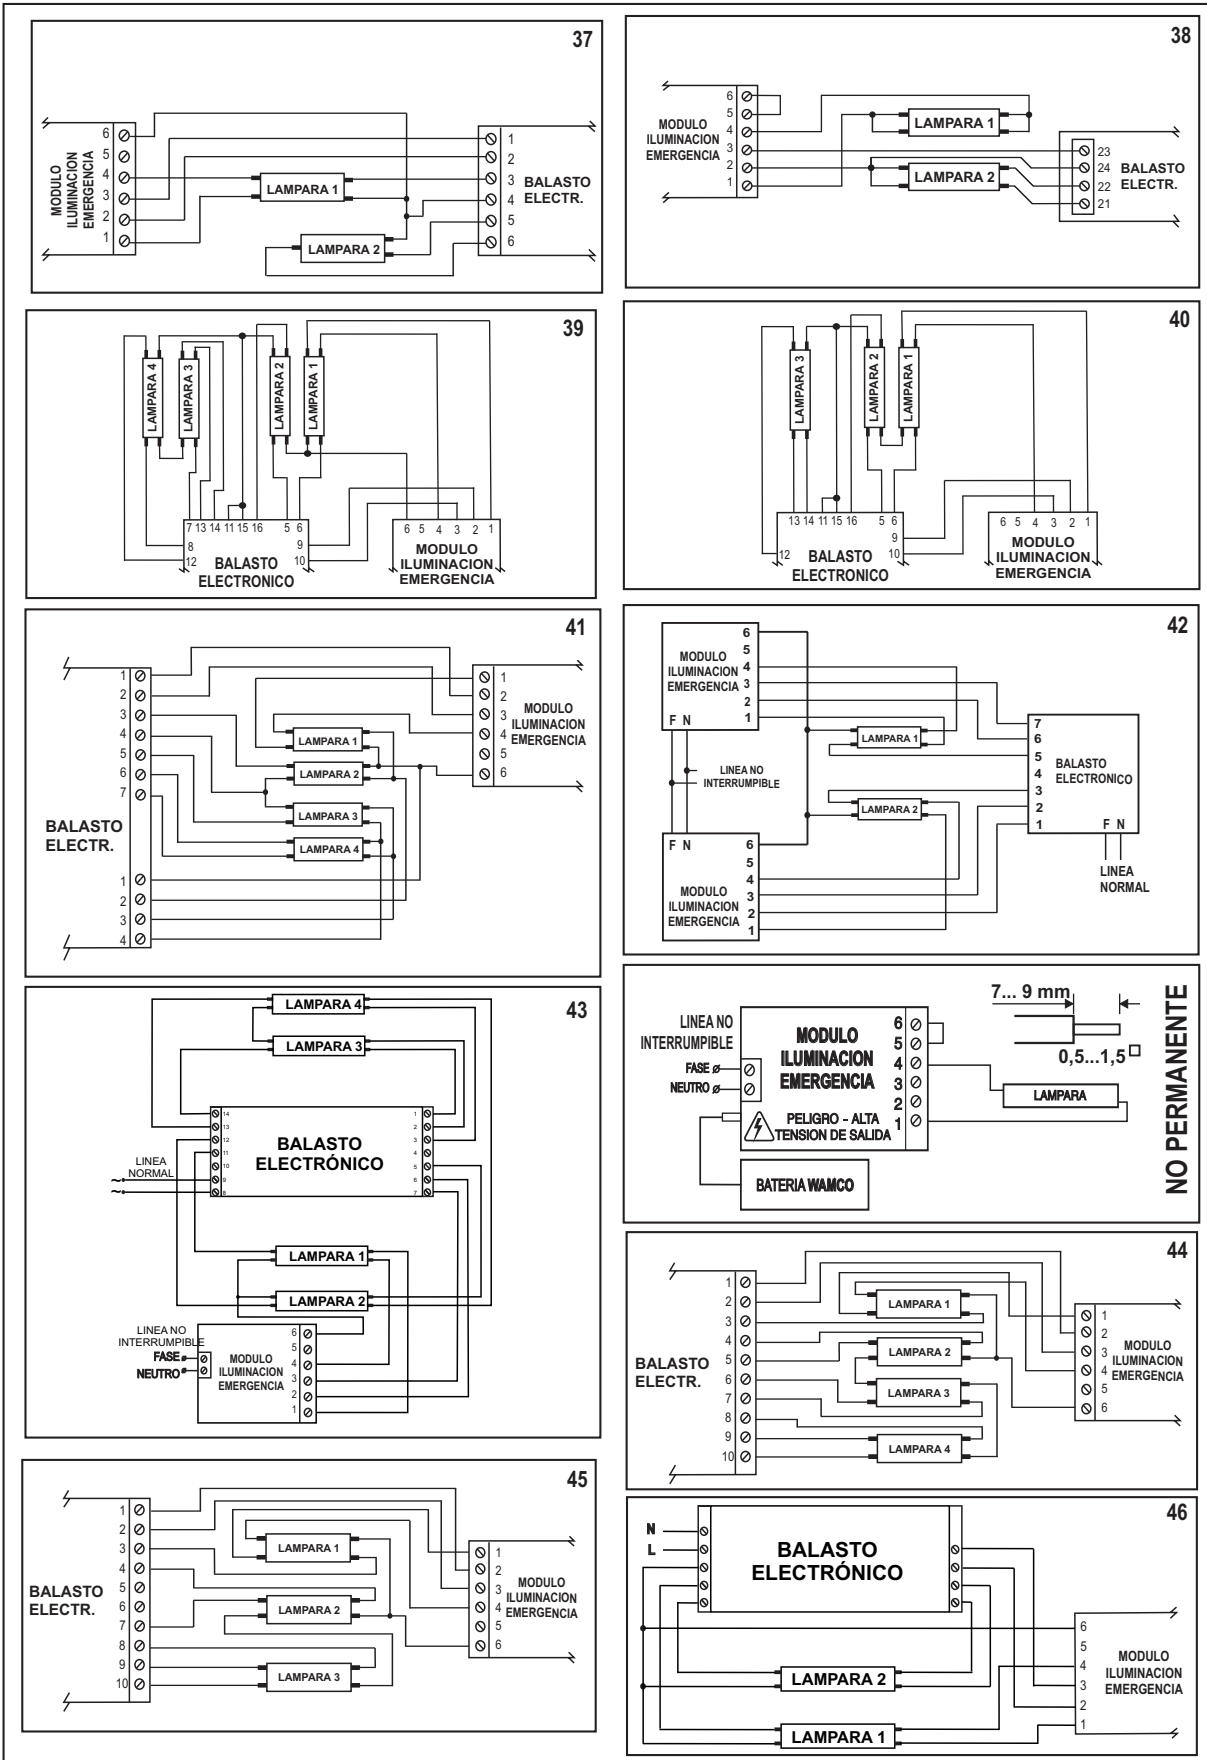 37
6
5
4
3
2
1
MODULO
ILUMINACION
EMERGENCIA
LAMPARA 1
LAMPARA 2
1
2
3
4
5
6
BALASTO
ELECTR.
38
6
5
4
3
2
1
MODULO
ILUMINACION
EMERGENCIA
LAMPARA 1
LAMPARA 2
23
24
22
21
BALASTO
ELECTR.
39
LAMPARA 4
LAMPARA 3
LAMPARA 2
LAMPARA 1
7 13 14 11 15 16 5 6
8
12
9
10
BALASTO
ELECTRONICO
6 5 4 3 2 1
MODULO
ILUMINACION
EMERGENCIA
40
LAMPARA 3
LAMPARA 2
LAMPARA 1
13 14 11 15 16 5 6
12
9
10
BALASTO
ELECTRONICO
6 5 4 3 2 1
MODULO
ILUMINACION
EMERGENCIA
41
1
2
3
4
5
6
7
BALASTO
ELECTR.
1
2
3
4
LAMPARA 1
LAMPARA 2
LAMPARA 3
LAMPARA 4
1
2
3
4
5
6
MODULO
ILUMINACION
EMERGENCIA
42
MODULO
ILUMINACION
EMERGENCIA
6
5
4
3
2
1
F N
LINEA NO
INTERRUMPIBLE
F N
MODULO
ILUMINACION
EMERGENCIA
6
5
4
3
2
1
LAMPARA 1
LAMPARA 2
7
6
5
4
3
2
1
BALASTO
ELECTRONICO
F N
LINEA
NORMAL
43
LAMPARA 4
LAMPARA 3
14
13
12
11
10
9
8
BALASTO
ELECTRÓNICO
1
2
3
4
5
6
7
LINEA
NORMAL
~
~
LAMPARA 1
LAMPARA 2
LINEA NO
INTERRUMPIBLE
FASE
NEUTRO
MODULO
ILUMINACION
EMERGENCIA
6
5
4
3
2
1
LINEA NO
INTERRUMPIBLE
FASE
NEUTRO
MODULO
ILUMINACION
EMERGENCIA
PELIGRO - ALTA
TENSION DE SALIDA
6
5
4
3
2
1
BATERIA WAMCO
LAMPARA
7... 9 mm
0,5...1,5
NO PERMANENTE
44
1
2
3
4
5
6
7
8
9
10
BALASTO
ELECTR.
LAMPARA 1
LAMPARA 2
LAMPARA 3
LAMPARA 4
1
2
3
4
5
6
MODULO
ILUMINACION
EMERGENCIA
45
1
2
3
4
5
6
7
8
9
10
BALASTO
ELECTR.
LAMPARA 1
LAMPARA 2
LAMPARA 3
1
2
3
4
5
6
MODULO
ILUMINACION
EMERGENCIA
46
N
L
BALASTO
ELECTRÓNICO
LAMPARA 2
LAMPARA 1
6
5
4
3
2
1
MODULO
ILUMINACION
EMERGENCIA